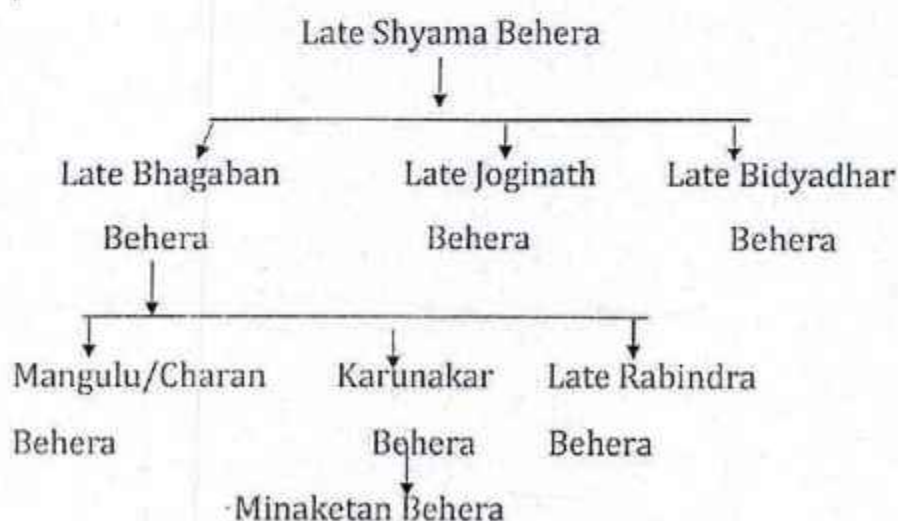 Late Shyama Behera
Late Bhagaban Late Joginath Late Bidyadhar
Behera Behera Behera
Mangulu/Charan Karunakar Late Rabindra
Behera Behera Behera
Minaketan Behera